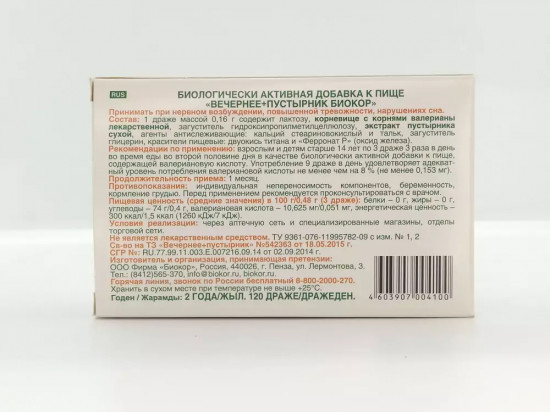 RUS
БИОЛОГИЧЕСКИ АКТИВНАЯ ДОБАВКА К ПИЩЕ
«ВЕЧЕРНЕЕ+ПУСТЫРНИК БИОКОР»
Принимать при нервном возбуждении, повышенной тревожности, нарушениях сна.
Состав: 1 драже массой 0,16 г содержит лактозу, корневище с корнями валерианы
лекарственной, загуститель гидроксипропилметилцеллюлозу, экстракт пустырника
сухой, агенты антислеживающие: кальций стеариновокислый и тальк, загуститель
глицерин, красители пищевые: двуокись титана и «Ферронат Р» (оксид железа).
Рекомендации по применению: взрослым и детям старше 14 лет по 3 драже 3 раза в день
во время еды во второй половине дня в качестве биологически активной добавки к пище,
содержащей валериановую кислоту. Употребление 9 драже в день удовлетворяет адекват-
ный уровень потребления валериановой кислоты не менее чем на 8 % (не менее 0,153 мг).
Продолжительность приема: 1 месяц.
Противопоказания: индивидуальная непереносимость компонентов, беременность,
кормление грудью. Перед применением рекомендуется проконсультироваться с врачом.
Пищевая ценность (средние значения) в 100 г/0,48 г (3 драже): белки – 0 г, жиры – 0 г,
углеводы – 74 г/0,4 г, валериановая кислота – 10,625 мг/0,051 мг, энергетическая ценность –
300 ккал/1,5 ккал (1260 кДж/7 кДж).
Условия реализации: через аптечную сеть и специализированные магазины, отделы
торговой сети.
Не является лекарственным средством. ТУ 9361-076-11995782-09 с изм. № 1, 2
Св-во на ТЗ «Вечернее+пустырник» №542363 от 18.05.2015 г.
СГР №: RU.77.99.11.003.E.007216.09.14 от 02.09.2014 г.
Изготовитель и организация, принимающая претензии:
ООО Фирма «Биокор», Россия, 440026, г. Пенза, ул. Лермонтова, 3.
Тел.: (8412)565-370, info@biokor.ru, biokor.ru.
Горячая линия, звонок по России бесплатный 8-800-2000-270.
Хранить в сухом месте при температуре не выше +25°С.
Годен / Жарамды: 2 ГОДА/ЖЫЛ. 120 ДРАЖЕ/ДРАЖЕДЕН.
4 603907 004100